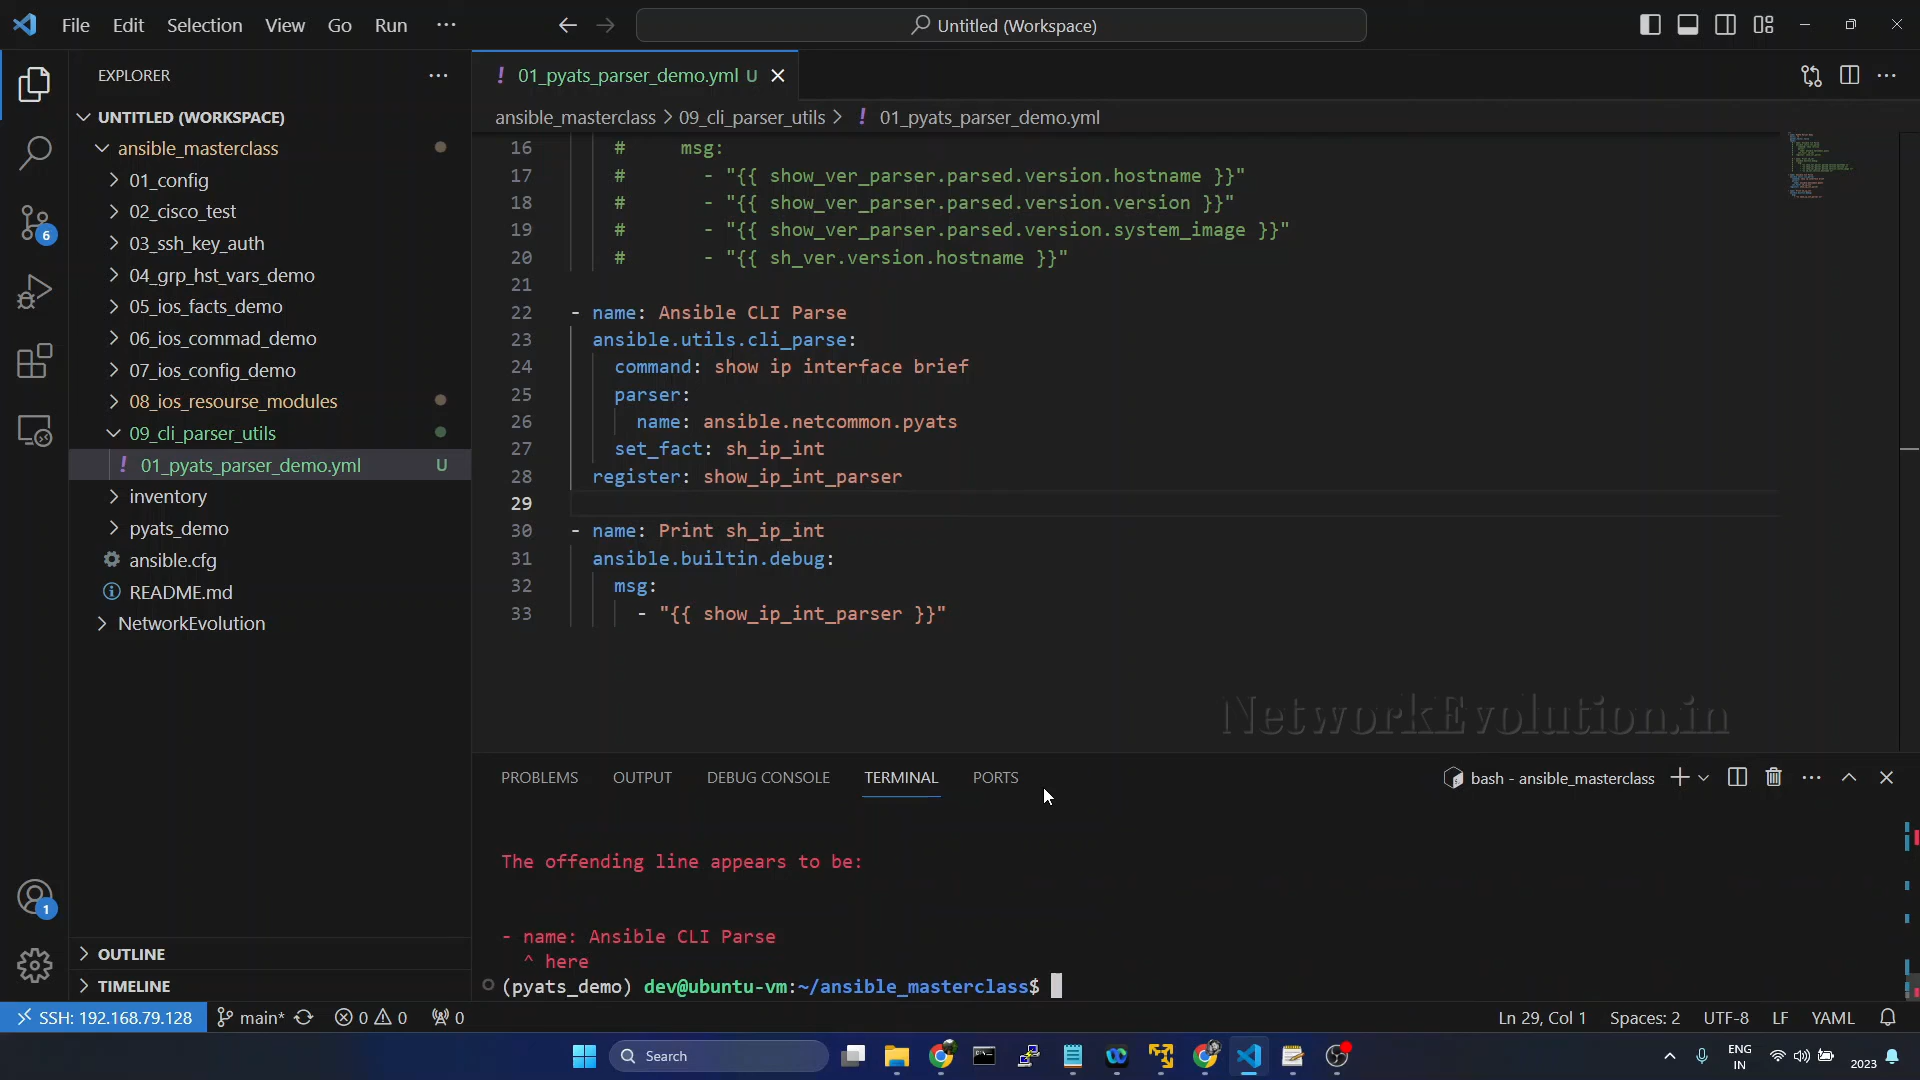 File Edit Selection View Go Run ···
Untitled (Workspace)
EXPLORER
UNTITLED (WORKSPACE)
ansible_masterclass
01_config
02_cisco_test
03_ssh_key_auth
04_grp_hst_vars_demo
05_ios_facts_demo
06_ios_commad_demo
07_ios_config_demo
08_ios_resourse_modules
09_cli_parser_utils
! 01_pyats_parser_demo.yml U
inventory
pyats_demo
ansible.cfg
README.md
NetworkEvolution
OUTLINE
TIMELINE
6
1
! 01_pyats_parser_demo.yml U
ansible_masterclass > 09_cli_parser_utils > ! 01_pyats_parser_demo.yml
16 # msg:
17 # - "{{ show_ver_parser.parsed.version.hostname }}"
18 # - "{{ show_ver_parser.parsed.version.version }}"
19 # - "{{ show_ver_parser.parsed.version.system_image }}"
20 # - "{{ sh_ver.version.hostname }}"
21
22 - name: Ansible CLI Parse
23 ansible.utils.cli_parse:
24 command: show ip interface brief
25 parser:
26 name: ansible.netcommon.pyats
27 set_fact: sh_ip_int
28 register: show_ip_int_parser
29
30 - name: Print sh_ip_int
31 ansible.builtin.debug:
32 msg:
33 - "{{ show_ip_int_parser }}"
NetworkEvolution.in
PROBLEMS OUTPUT DEBUG CONSOLE TERMINAL PORTS
bash - ansible_masterclass
The offending line appears to be:
- name: Ansible CLI Parse
^ here
(pyats_demo) dev@ubuntu-vm:~/ansible_masterclass$
SSH: 192.168.79.128 main* 0 0 0
Ln 29, Col 1 Spaces: 2 UTF-8 LF YAML
Search
ENG
IN
2023